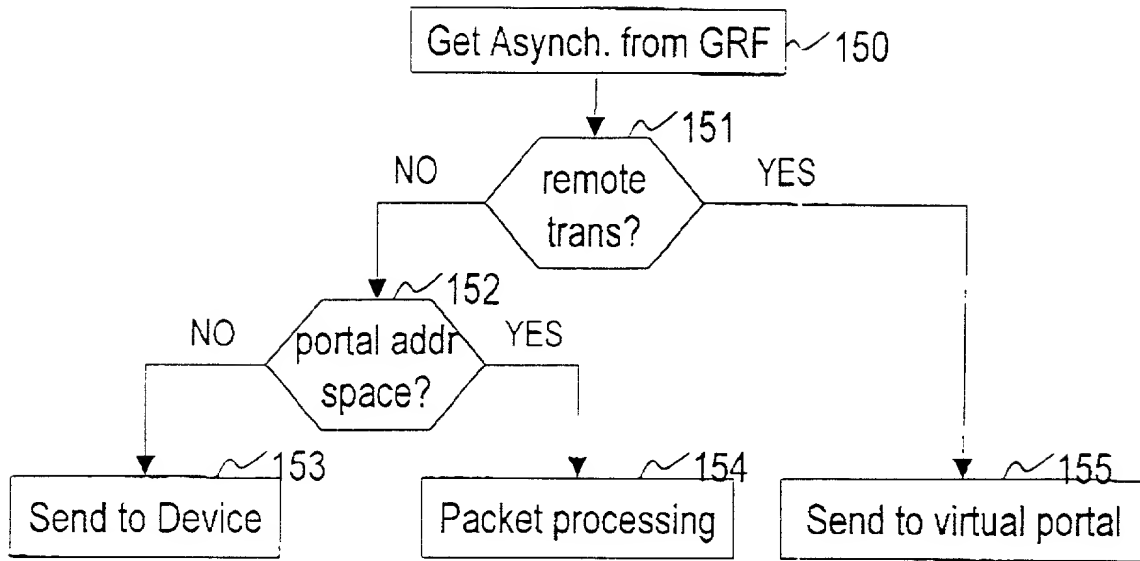 Get Asynch. from GRF
150
151
remote
trans?
NO
YES
152
portal addr
space?
NO
YES
153
Send to Device
154
Packet processing
155
Send to virtual portal